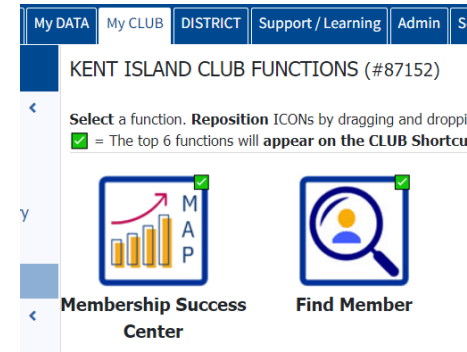 My DATA My CLUB DISTRICT Support / Learning Admin S
KENT ISLAND CLUB FUNCTIONS (#87152)
Select a function. Reposition ICONs by dragging and droppi
= The top 6 functions will appear on the CLUB Shortcu
y
M
A
P
Membership Success
Center
Find Member